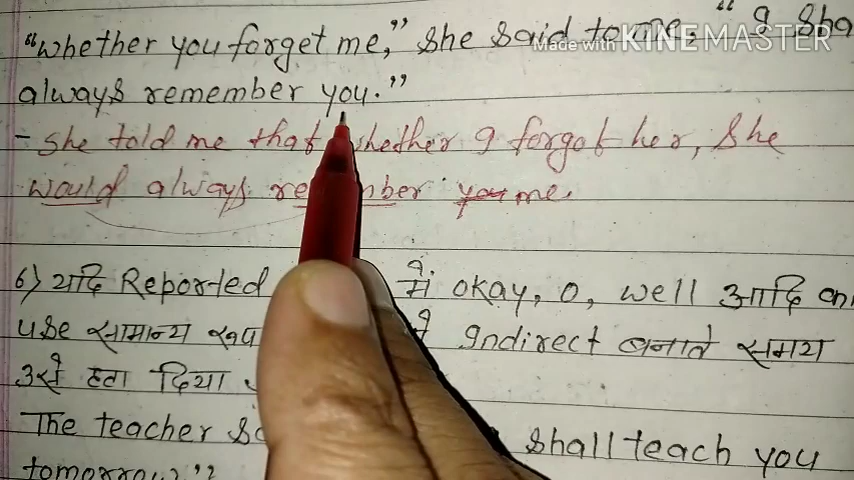 "whether you forget me," she said to me, " I Sha
Made with KINEMASTER
always remember you."
- She told me that whether I forgot her, She
would always remember you me.
6) यदि Reported में okay, o, well आदि का
use सामान्य रूप में Indirect बनाते समय
उसे हटा दिया
The teacher shall teach you
tomorrow?"